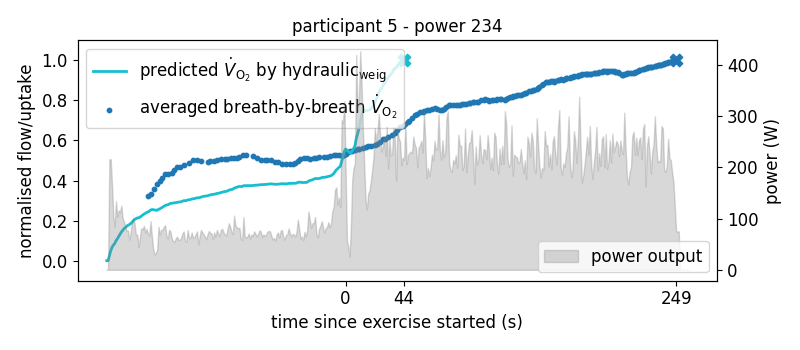 participant 5 - power 234
predicted V̇O₂ by hydraulicweig
averaged breath-by-breath V̇O₂
normalised flow/uptake
1.0
0.8
0.6
0.4
0.2
0.0
400
300
200
100
0
power (W)
power output
0 44 249
time since exercise started (s)